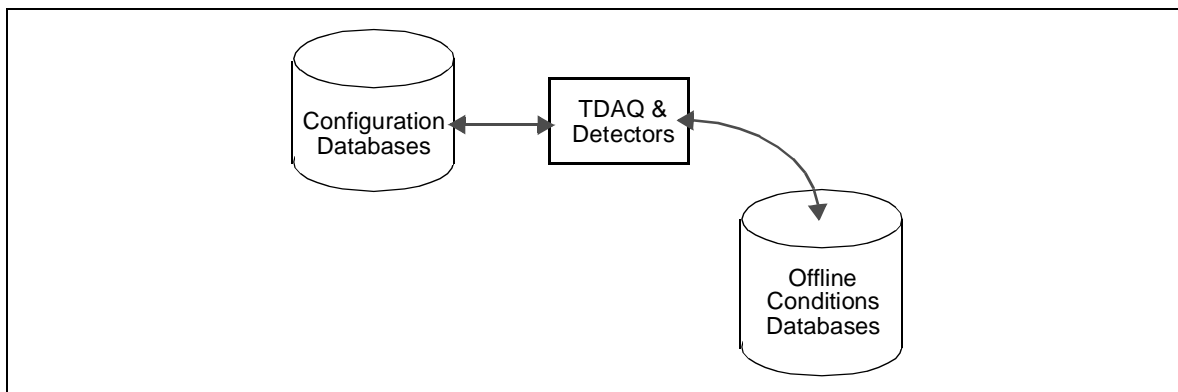 Configuration
Databases
TDAQ &
Detectors
Offline
Conditions
Databases